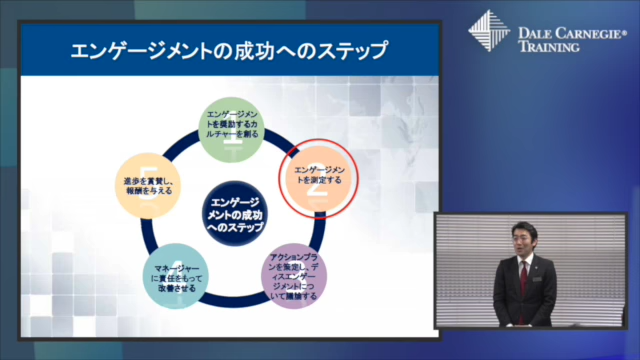 エンゲージメントの成功へのステップ
DALE CARNEGIE®
TRAINING
1
エンゲージメン
トを奨励するカ
ルチャーを創る
2
エンゲージメン
トを測定する
アクションプラ
ンを策定し、デ
ィスエンゲー
ジメントにつ
いて議論する
4
マネージャー
に責任をもって
改善させる
5
進歩を賞賛し、
報酬を与える
エンゲージ
メントの成功
へのステップ